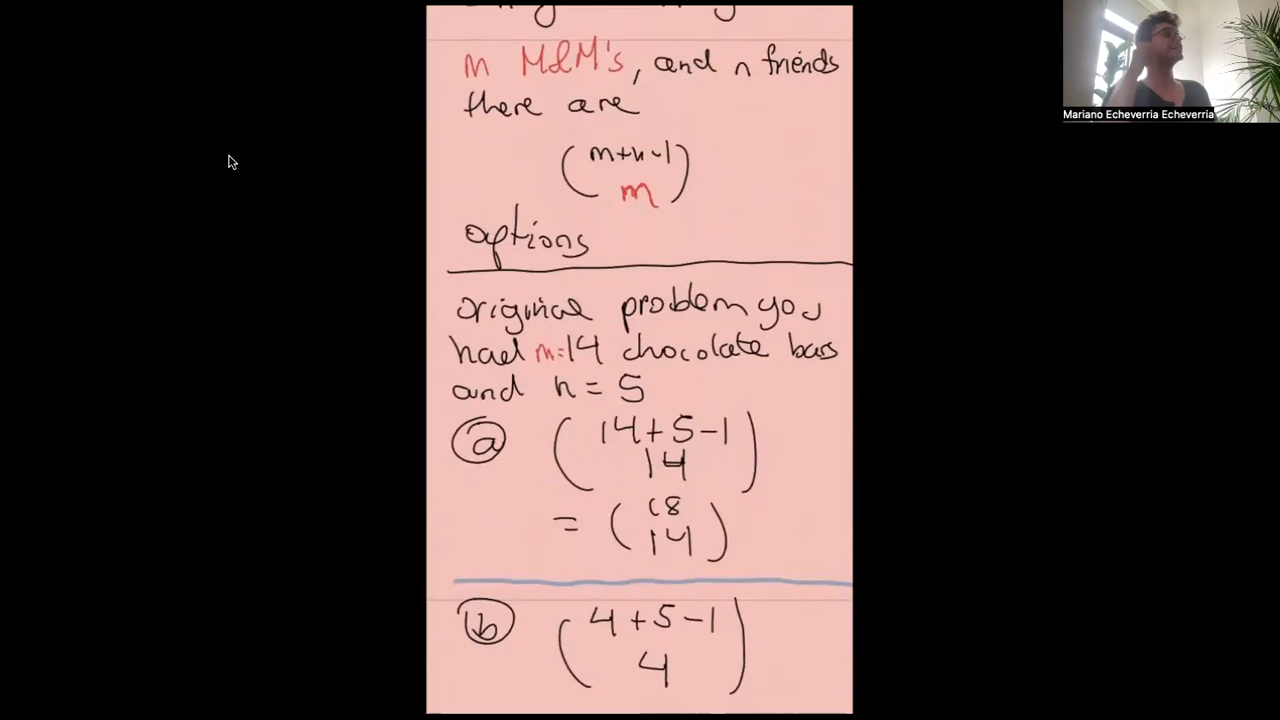 m M&M's, and n friends
there are
(m+n-1
m)
options
original problem you
had m=14 chocolate bars
and n = 5
a (14+5-1
14)
= (18
14)
b (4+5-1
4)
Mariano Echeverria Echeverria